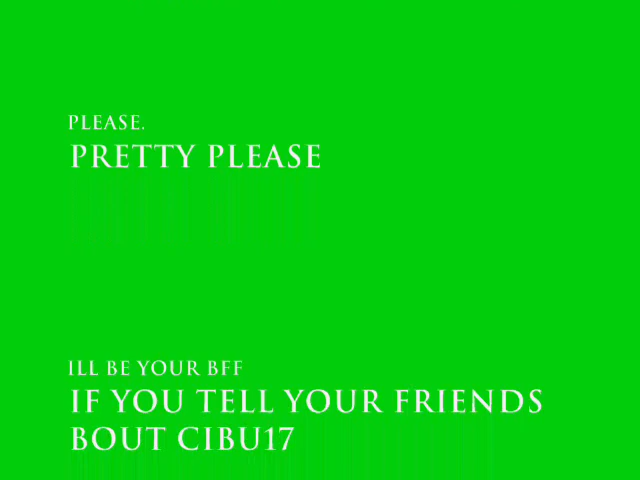 PLEASE.
PRETTY PLEASE
ILL BE YOUR BFF
IF YOU TELL YOUR FRIENDS
BOUT CIBU17